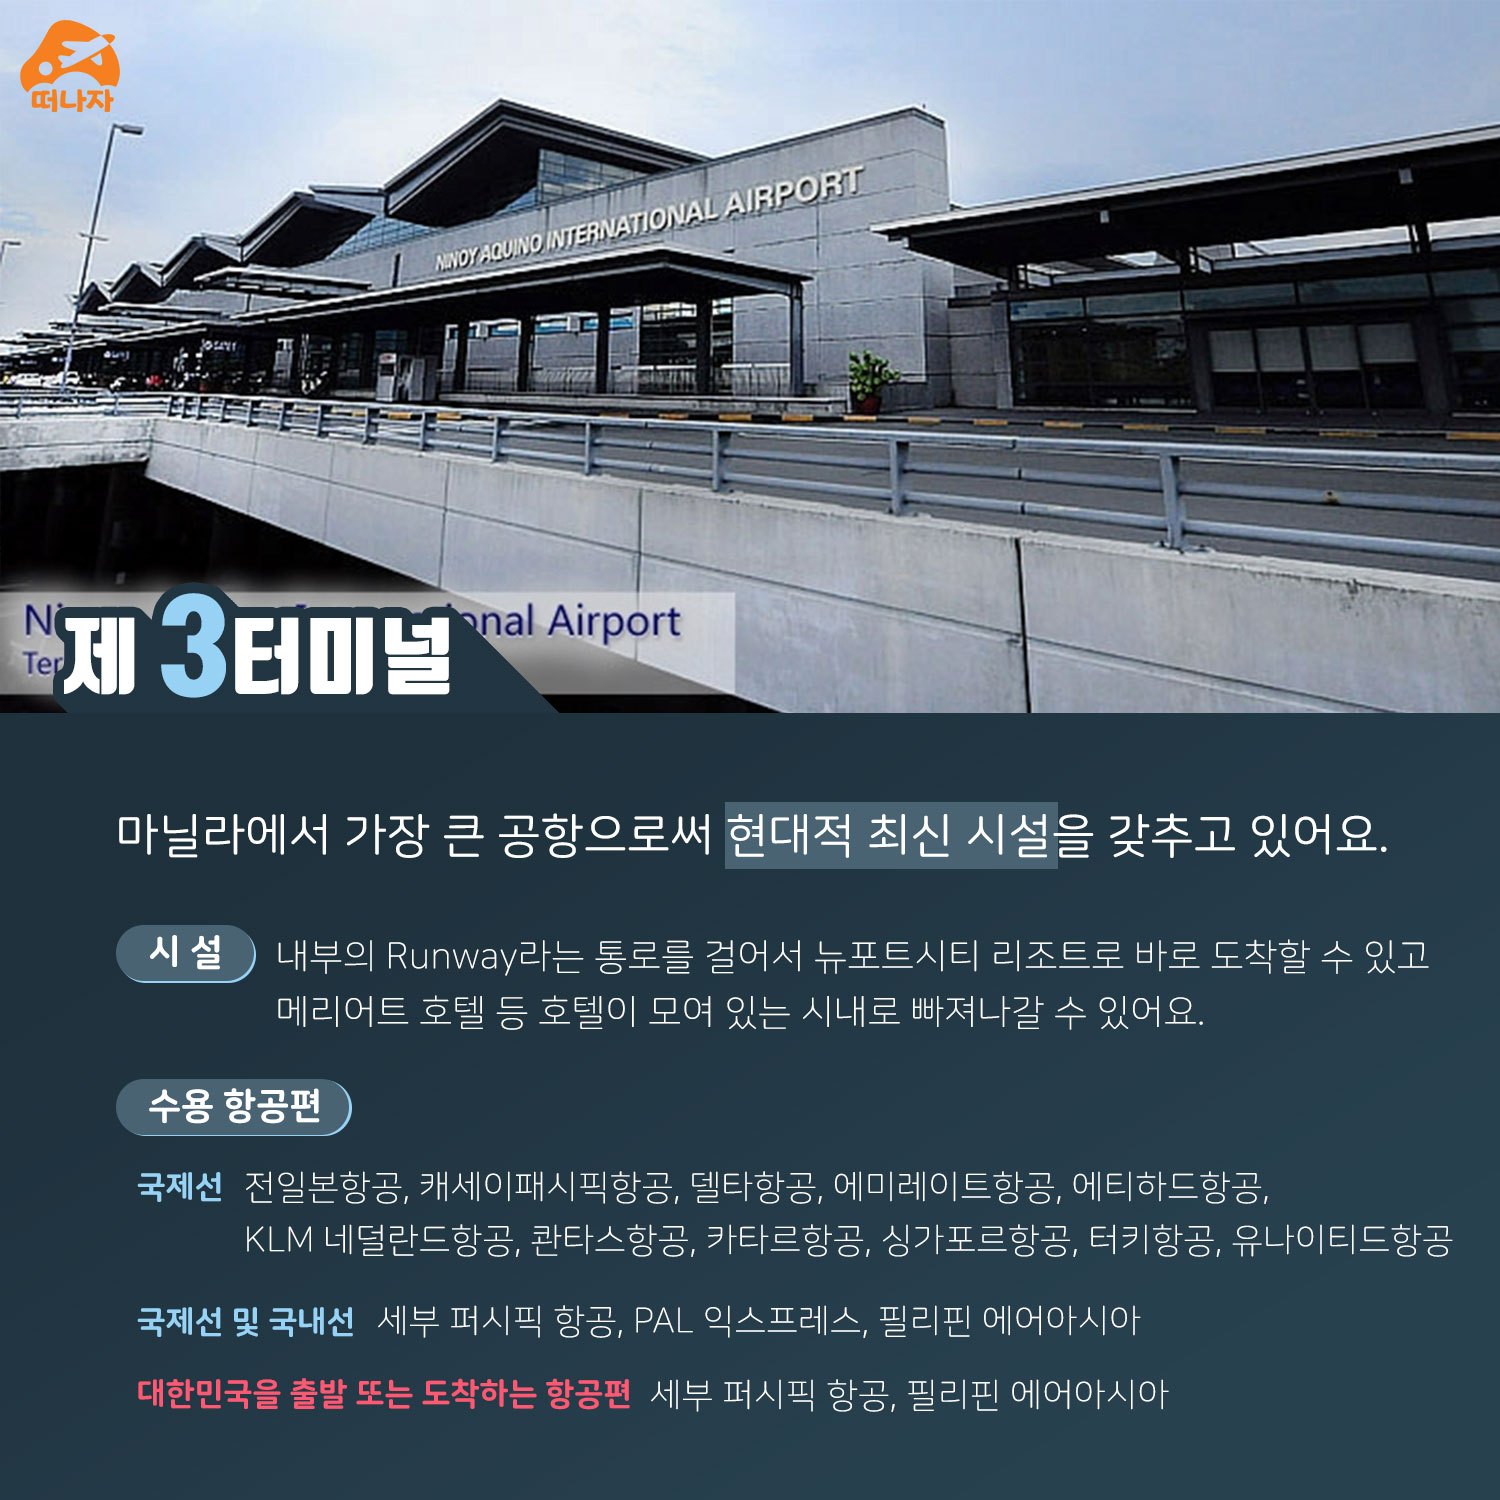 떠나자
NINOY AQUINO INTERNATIONAL AIRPORT
onal Airport
제 3터미널
마닐라에서 가장 큰 공항으로써 현대적 최신 시설을 갖추고 있어요.
시 설 내부의 Runway라는 통로를 걸어서 뉴포트시티 리조트로 바로 도착할 수 있고
메리어트 호텔 등 호텔이 모여 있는 시내로 빠져나갈 수 있어요.
수용 항공편
국제선 전일본항공, 캐세이패시픽항공, 델타항공, 에미레이트항공, 에티하드항공,
KLM 네덜란드항공, 콴타스항공, 카타르항공, 싱가포르항공, 터키항공, 유나이티드항공
국제선 및 국내선 세부 퍼시픽 항공, PAL 익스프레스, 필리핀 에어아시아
대한민국을 출발 또는 도착하는 항공편 세부 퍼시픽 항공, 필리핀 에어아시아